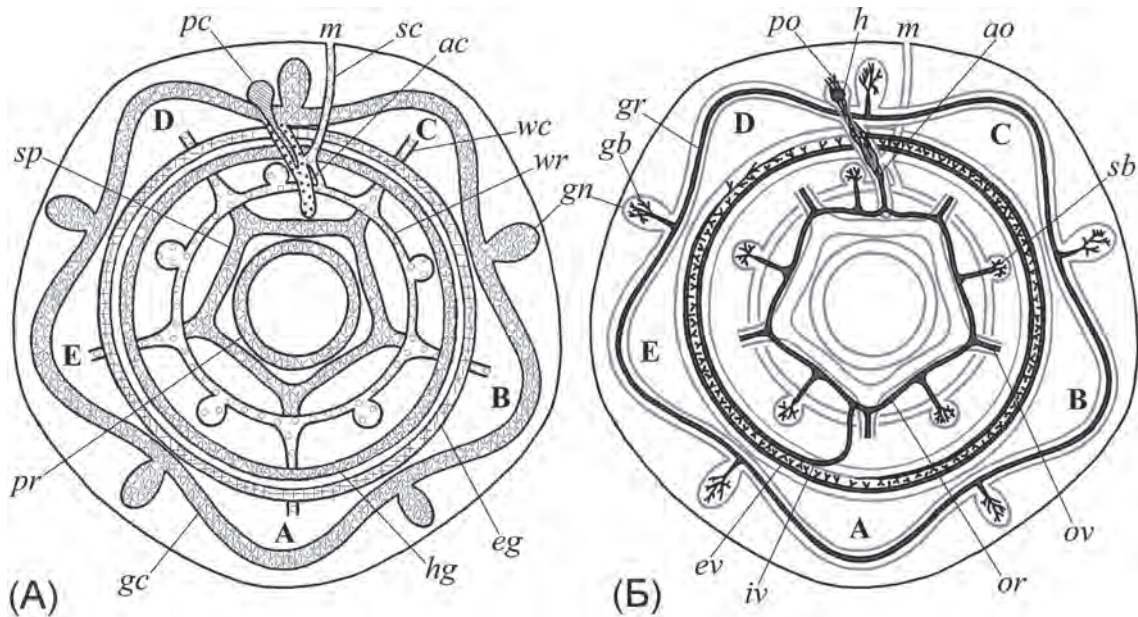 pc m sc ac
D C
wc
sp wr
gn
E B
pr
A
gc hg eg
(А)
po h m ao
gr D C
gb sb
gn
E B
A
ev iv or ov
(Б)